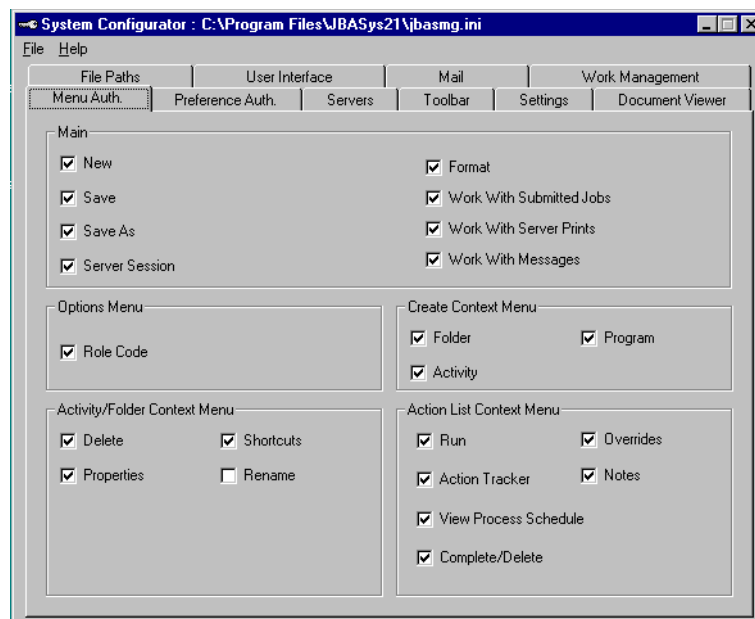 System Configurator : C:\Program Files\JBASys21\jbasmg.ini
File Help
File Paths User Interface Mail Work Management
Menu Auth. Preference Auth. Servers Toolbar Settings Document Viewer
Main
New
Save
Save As
Server Session
Format
Work With Submitted Jobs
Work With Server Prints
Work With Messages
Options Menu
Role Code
Create Context Menu
Folder Program
Activity
Activity/Folder Context Menu
Delete Shortcuts
Properties Rename
Action List Context Menu
Run Overrides
Action Tracker Notes
View Process Schedule
Complete/Delete